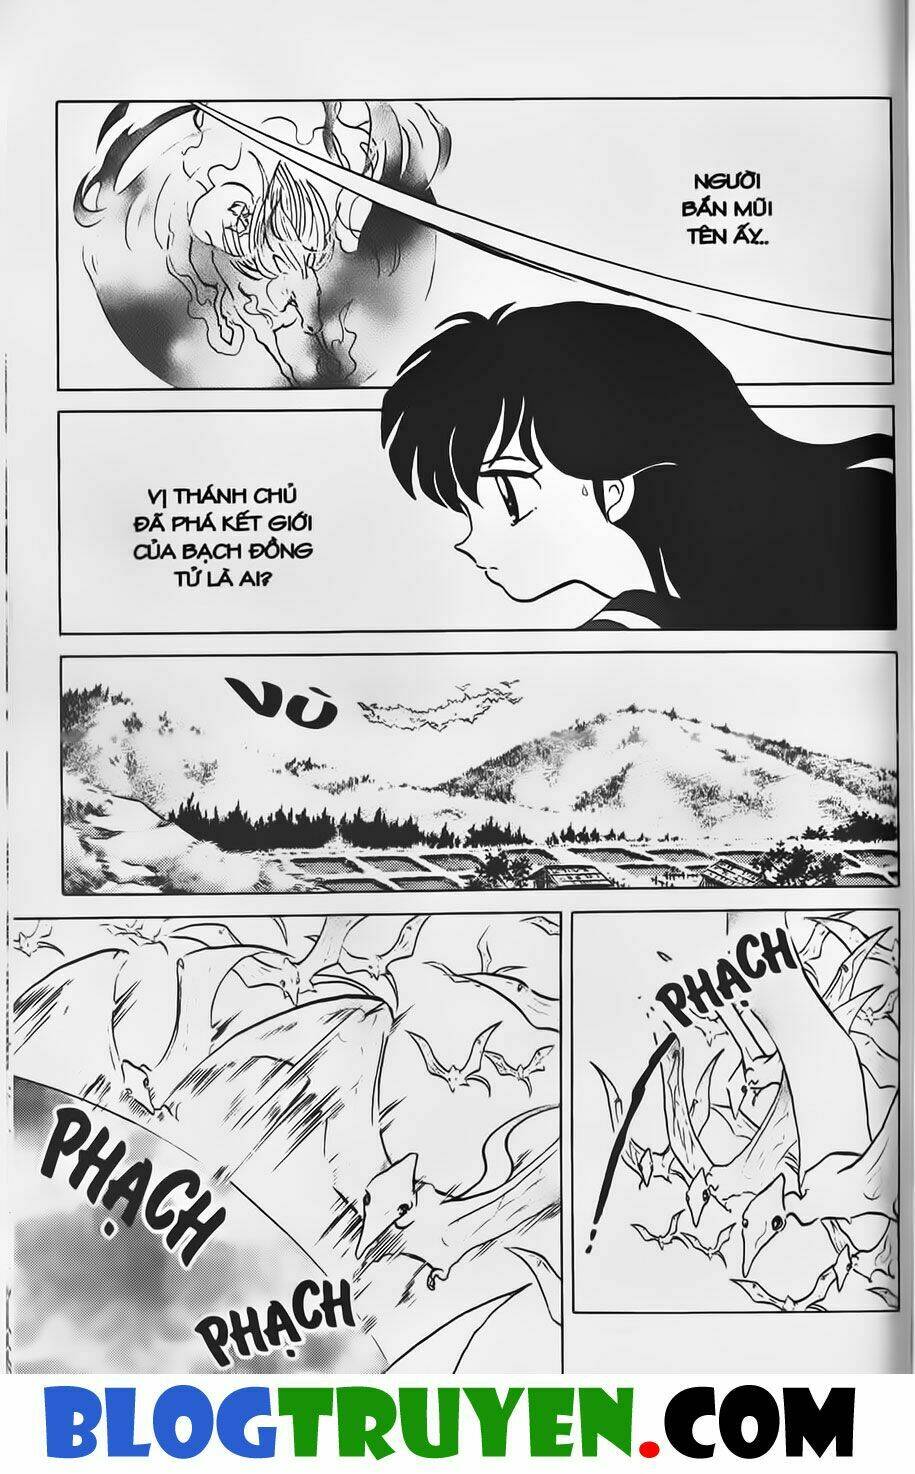 NGƯỜI
BẮN MŨI
TÊN ẤY..
VỊ THÁNH CHỦ
ĐÃ PHÁ KẾT GIỚI
CỦA BẠCH ĐỒNG
TỬ LÀ AI?
VÙ
PHẠCH
PHẠCH
PHẠCH
BLOGTRUYEN.COM